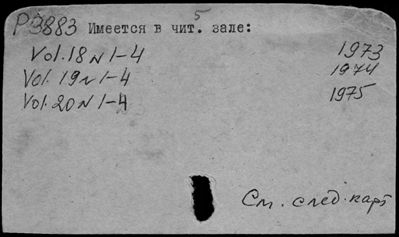 5
P3883 Имеется в чит. зале:
Vol.18 N 1-4 1973
Vol. 19 N 1-4 1974
Vol. 20 N 1-4 1975
См. след. карт